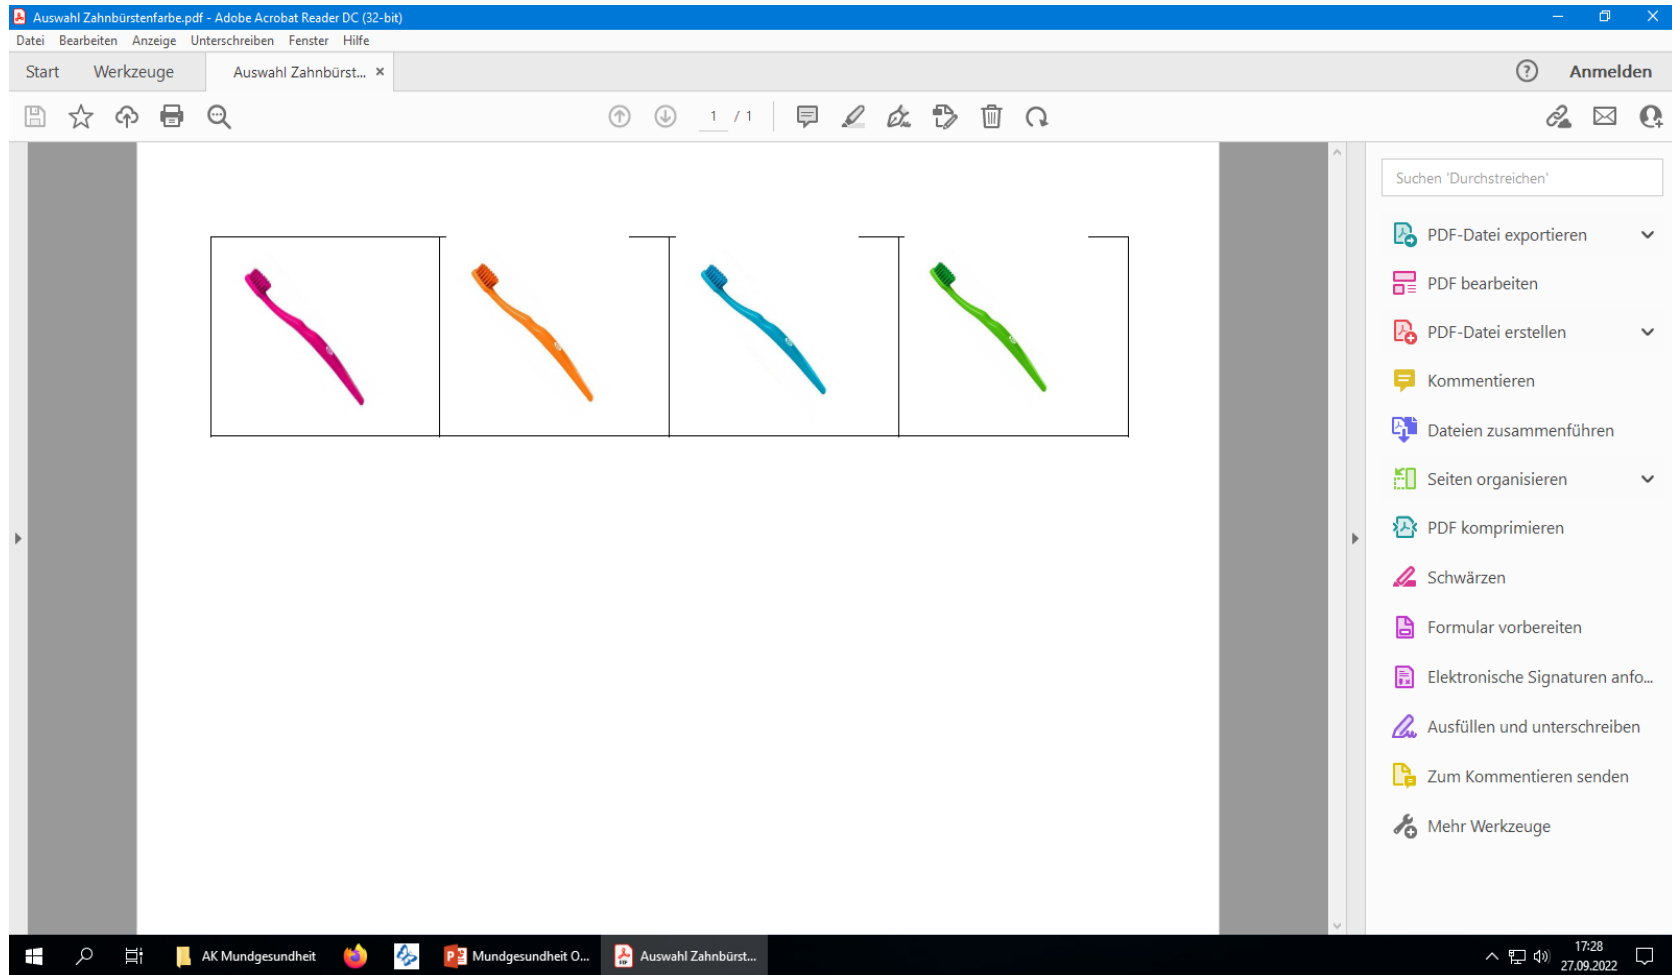 Auswahl Zahnbürstenfarbe.pdf - Adobe Acrobat Reader DC (32-bit)
Datei Bearbeiten Anzeige Unterschreiben Fenster Hilfe
Start Werkzeuge Auswahl Zahnbürst... × Anmelden
1 / 1
Suchen 'Durchstreichen'
PDF-Datei exportieren
PDF bearbeiten
PDF-Datei erstellen
Kommentieren
Dateien zusammenführen
Seiten organisieren
PDF komprimieren
Schwärzen
Formular vorbereiten
Elektronische Signaturen anfo...
Ausfüllen und unterschreiben
Zum Kommentieren senden
Mehr Werkzeuge
AK Mundgesundheit Mundgesundheit O... Auswahl Zahnbürst... 17:28
27.09.2022